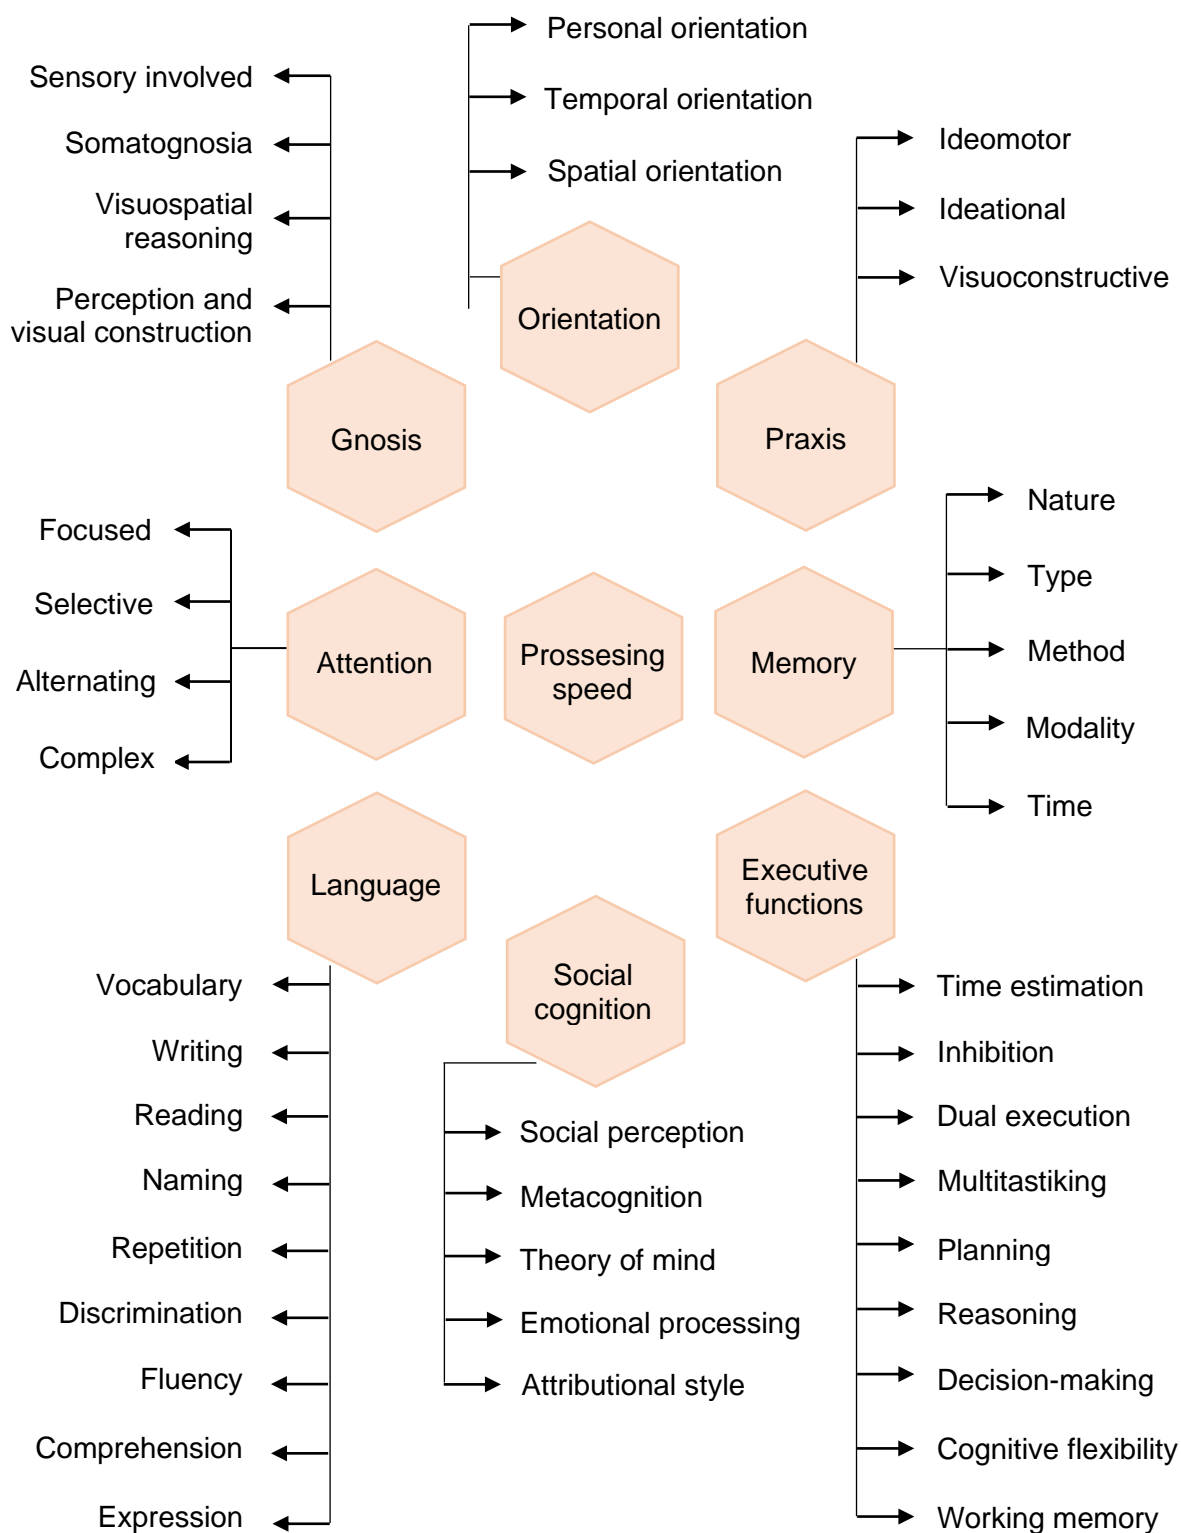 Personal orientation
Temporal orientation
Spatial orientation
Orientation
Sensory involved
Somatognosia
Visuospatial
reasoning
Perception and
visual construction
Gnosis
Ideomotor
Ideational
Visuoconstructive
Praxis
Focused
Selective
Alternating
Complex
Attention
Prossesing
speed
Memory
Nature
Type
Method
Modality
Time
Language
Vocabulary
Writing
Reading
Naming
Repetition
Discrimination
Fluency
Comprehension
Expression
Social
cognition
Social perception
Metacognition
Theory of mind
Emotional processing
Attributional style
Executive
functions
Time estimation
Inhibition
Dual execution
Multitastiking
Planning
Reasoning
Decision-making
Cognitive flexibility
Working memory